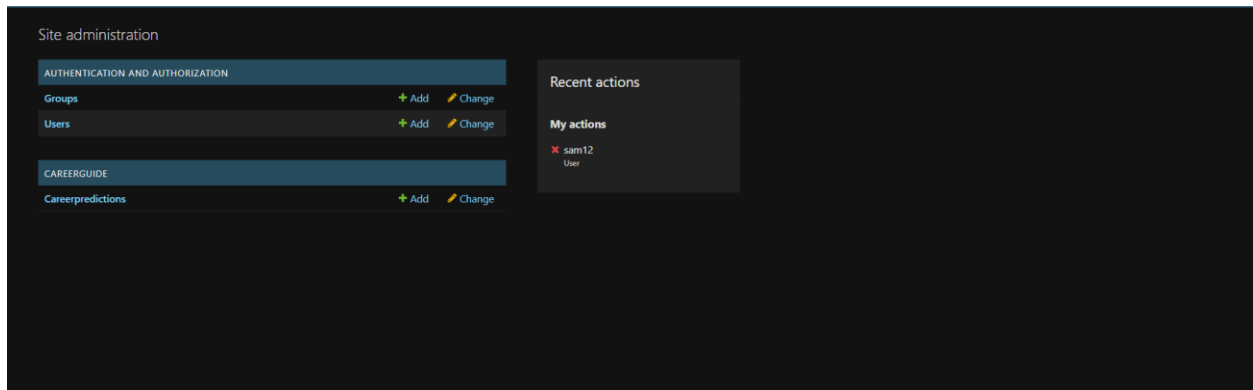 Site administration
AUTHENTICATION AND AUTHORIZATION
Groups Add Change
Users Add Change
CAREERGUIDE
Careerpredictions Add Change
Recent actions
My actions
sam12
User